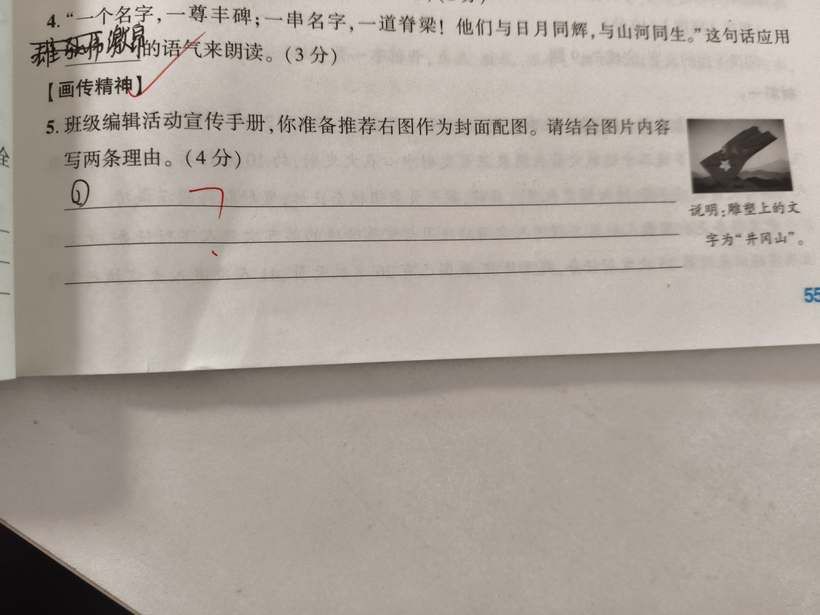 4. “一个名字，一尊丰碑；一串名字，一道脊梁！他们与日月同辉，与山河同生。”这句话应用
激昂的语气来朗读。（3分）
【画传精神】
5. 班级编辑活动宣传手册，你准备推荐右图作为封面配图。请结合图片内容
写两条理由。（4分）
①
说明：雕塑上的文
字为“井冈山”。
55